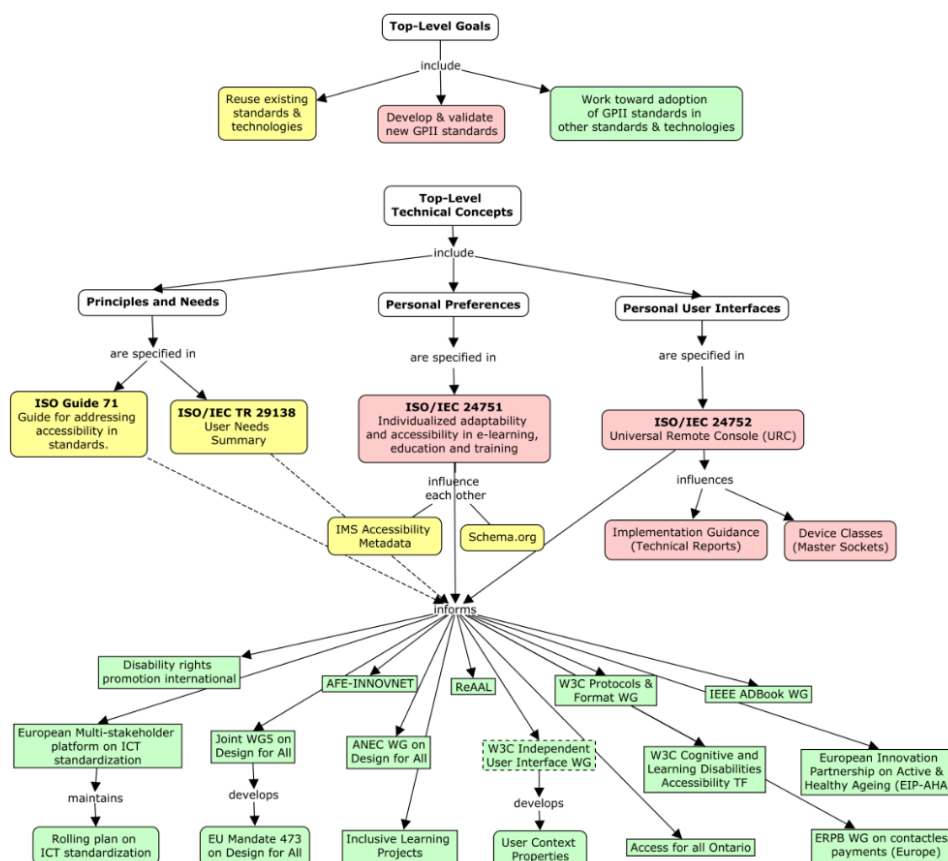 Top-Level Goals
include
Reuse existing
standards &
technologies
Develop & validate
new GPII standards
Work toward adoption
of GPII standards in
other standards & technologies
Top-Level
Technical Concepts
include
Principles and Needs
Personal Preferences
Personal User Interfaces
are specified in
are specified in
are specified in
ISO Guide 71
Guide for addressing
accessibility in
standards.
ISO/IEC TR 29138
User Needs
Summary
ISO/IEC 24751
Individualized adaptability
and accessibility in e-learning,
education and training
ISO/IEC 24752
Universal Remote Console (URC)
influence
each other
influences
IMS Accessibility
Metadata
Schema.org
Implementation Guidance
(Technical Reports)
Device Classes
(Master Sockets)
informs
Disability rights
promotion international
AFE-INNOVNET
ReAAL
W3C Protocols &
Format WG
IEEE ADBook WG
European Multi-stakeholder
platform on ICT
standardization
Joint WG5 on
Design for All
ANEC WG on
Design for All
W3C Independent
User Interface WG
W3C Cognitive and
Learning Disabilities
Accessibility TF
European Innovation
Partnership on Active &
Healthy Ageing (EIP-AHA
maintains
develops
develops
Rolling plan on
ICT standardization
EU Mandate 473
on Design for All
Inclusive Learning
Projects
User Context
Properties
Access for all Ontario
ERPB WG on contactles
payments (Europe)